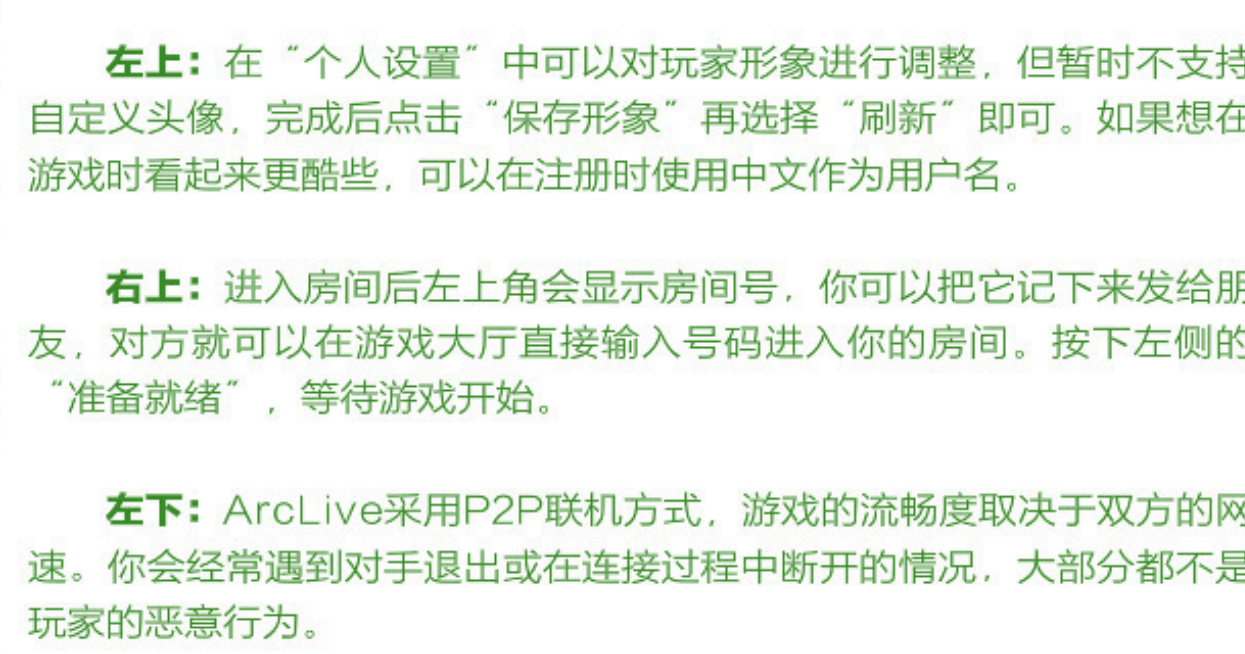 左上：在“个人设置”中可以对玩家形象进行调整，但暂时不支持
自定义头像，完成后点击“保存形象”再选择“刷新”即可。如果想在
游戏时看起来更酷些，可以在注册时使用中文作为用户名。
右上：进入房间后左上角会显示房间号，你可以把它记下来发给朋
友，对方就可以在游戏大厅直接输入号码进入你的房间。按下左侧的
“准备就绪”，等待游戏开始。
左下：ArcLive采用P2P联机方式，游戏的流畅度取决于双方的网
速。你会经常遇到对手退出或在连接过程中断开的情况，大部分都不是
玩家的恶意行为。